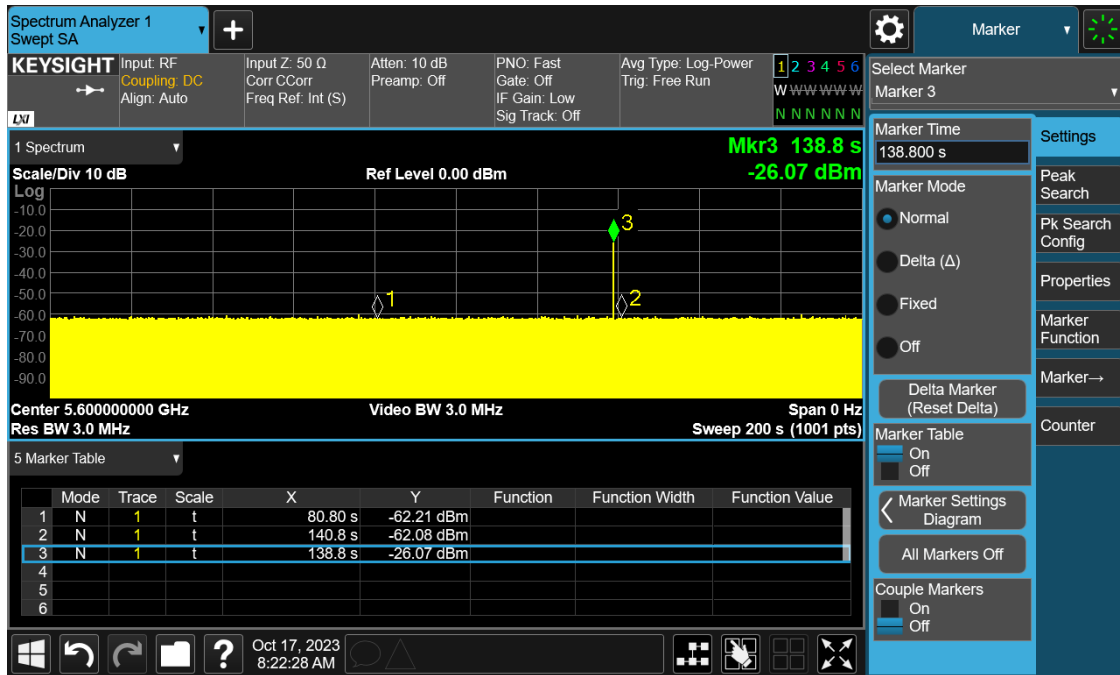 Spectrum Analyzer 1
Swept SA
Marker
KEYSIGHT
LXI
Input: RF
Coupling: DC
Align: Auto
Input Z: 50 Ω
Corr CCorr
Freq Ref: Int (S)
Atten: 10 dB
Preamp: Off
PNO: Fast
Gate: Off
IF Gain: Low
Sig Track: Off
Avg Type: Log-Power
Trig: Free Run
1 2 3 4 5 6
W W W W W W
N N N N N N
Select Marker
Marker 3
1 Spectrum
Mkr3 138.8 s
-26.07 dBm
Scale/Div 10 dB
Ref Level 0.00 dBm
Log
-10.0
-20.0
-30.0
-40.0
-50.0
-60.0
-70.0
-80.0
-90.0
1
2
3
Center 5.600000000 GHz
Video BW 3.0 MHz
Span 0 Hz
Res BW 3.0 MHz
Sweep 200 s (1001 pts)
5 Marker Table
Mode Trace Scale X Y Function Function Width Function Value
1 N 1 t 80.80 s -62.21 dBm
2 N 1 t 140.8 s -62.08 dBm
3 N 1 t 138.8 s -26.07 dBm
4
5
6
?
Oct 17, 2023
8:22:28 AM
Marker Time
138.800 s
Marker Mode
Normal
Delta (Δ)
Fixed
Off
Delta Marker
(Reset Delta)
Marker Table
On
Off
Marker Settings
Diagram
All Markers Off
Couple Markers
On
Off
Settings
Peak
Search
Pk Search
Config
Properties
Marker
Function
Marker→
Counter